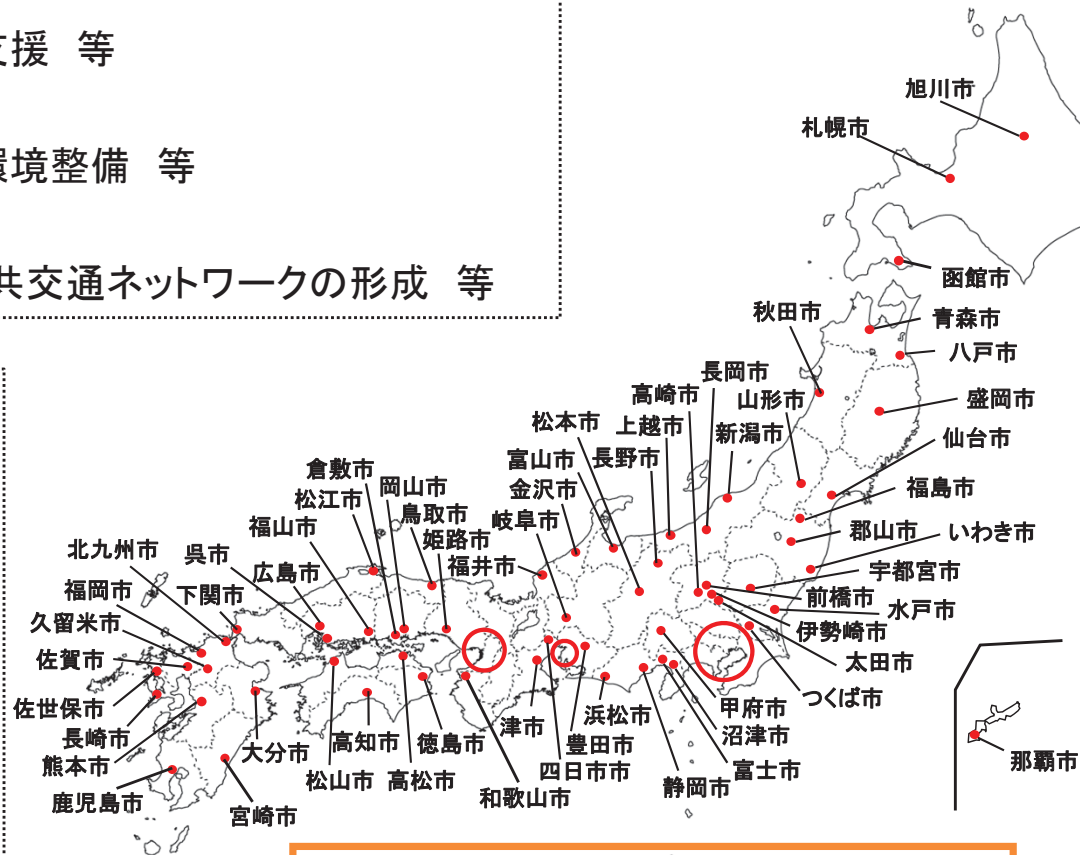 援 等
環境整備 等
共交通ネットワークの形成 等
旭川市
札幌市
函館市
秋田市
青森市
八戸市
長岡市
高崎市
山形市
盛岡市
松本市
上越市
新潟市
仙台市
富山市
長野市
倉敷市
岡山市
金沢市
福島市
松江市
鳥取市
岐阜市
福山市
郡山市
いわき市
北九州市
呉市
姫路市
福井市
広島市
宇都宮市
福岡市
下関市
前橋市
水戸市
久留米市
伊勢崎市
佐賀市
太田市
つくば市
佐世保市
津市
浜松市
甲府市
長崎市
大分市
高知市
徳島市
豊田市
沼津市
熊本市
松山市
高松市
四日市市
静岡市
富士市
那覇市
鹿児島市
宮崎市
和歌山市